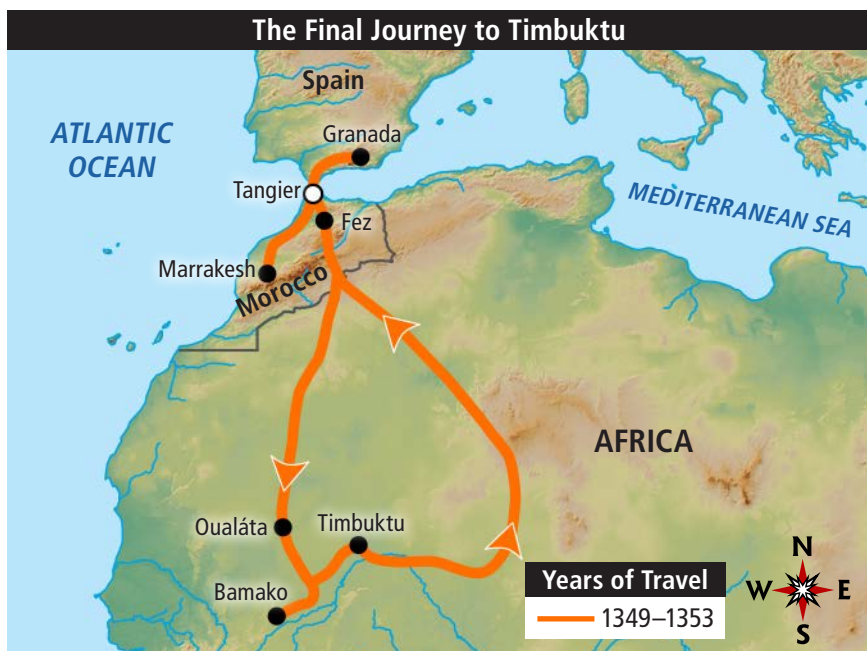 The Final Journey to Timbuktu
Spain
Granada
ATLANTIC
OCEAN
Tangier
Fez
MEDITERRANEAN SEA
Marrakesh
Morocco
AFRICA
Oualáta
Timbuktu
Bamako
Years of Travel
1349–1353
N
W
E
S